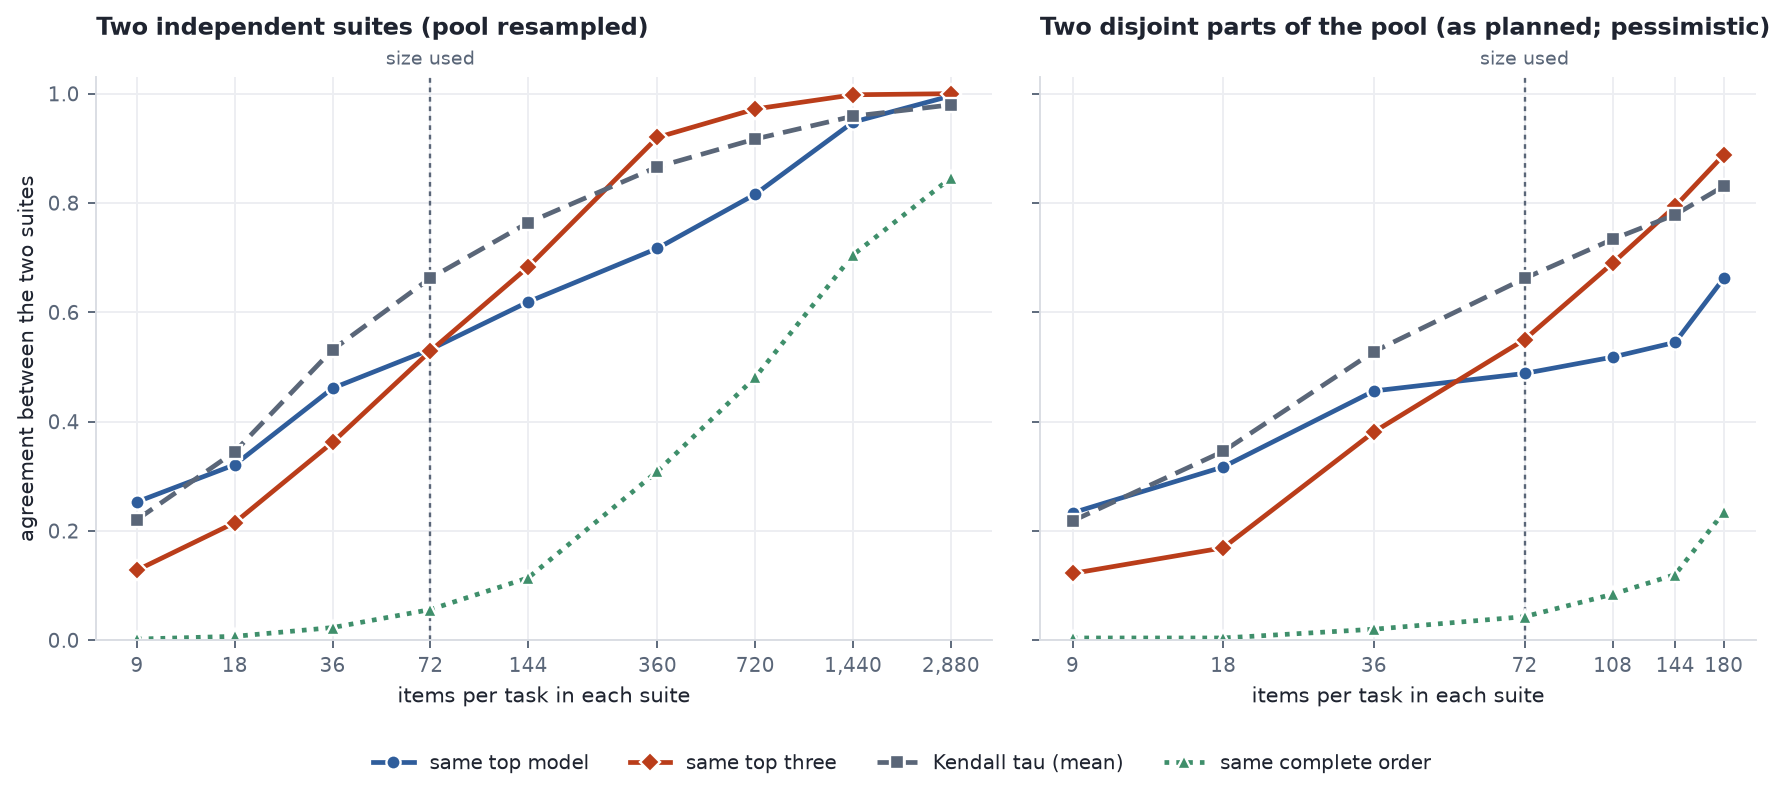 Two independent suites (pool resampled)
size used
agreement between the two suites
1.0
0.8
0.6
0.4
0.2
0.0
9 18 36 72 144 360 720 1,440 2,880
items per task in each suite
Two disjoint parts of the pool (as planned; pessimistic)
size used
9 18 36 72 108 144 180
items per task in each suite
same top model same top three Kendall tau (mean) same complete order